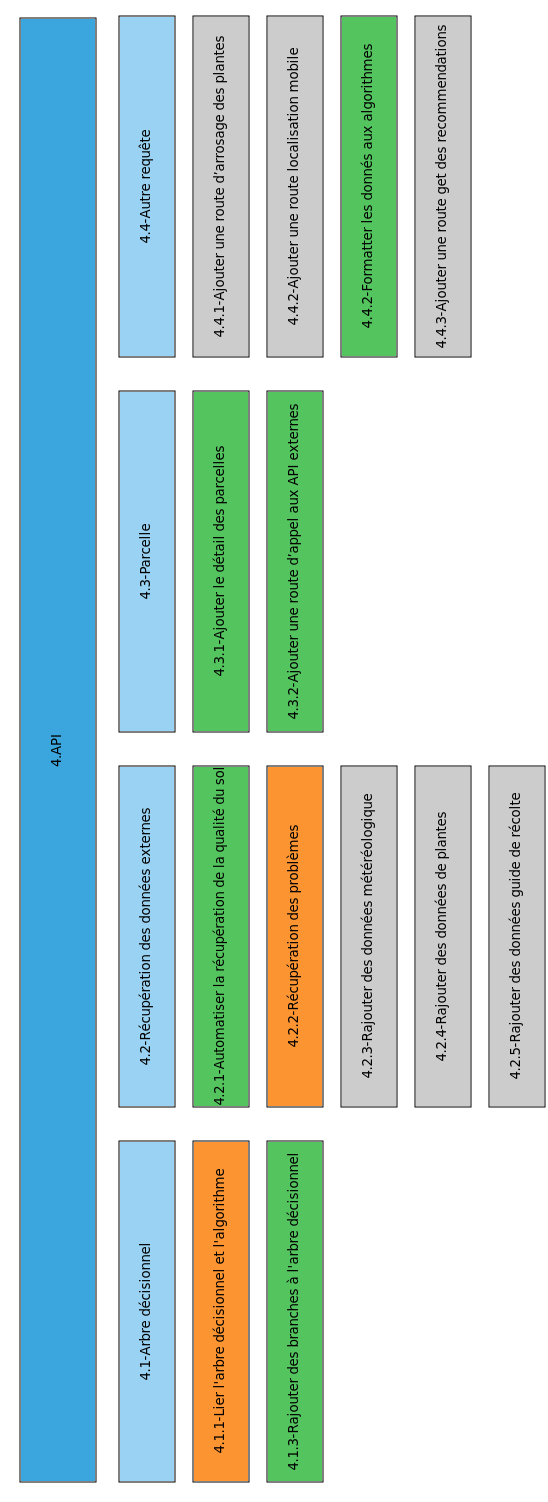 4.API
4.1-Arbre décisionnel
4.1.1-Lier l'arbre décisionnel et l'algorithme
4.1.3-Rajouter des branches à l'arbre décisionnel
4.2-Récupération des données externes
4.2.1-Automatiser la récupération de la qualité du sol
4.2.2-Récupération des problèmes
4.2.3-Rajouter des données météréologique
4.2.4-Rajouter des données de plantes
4.2.5-Rajouter des données guide de récolte
4.3-Parcelle
4.3.1-Ajouter le détail des parcelles
4.3.2-Ajouter une route d'appel aux API externes
4.4-Autre requête
4.4.1-Ajouter une route d'arrosage des plantes
4.4.2-Ajouter une route localisation mobile
4.4.2-Formatter les donnés aux algorithmes
4.4.3-Ajouter une route get des recommendations